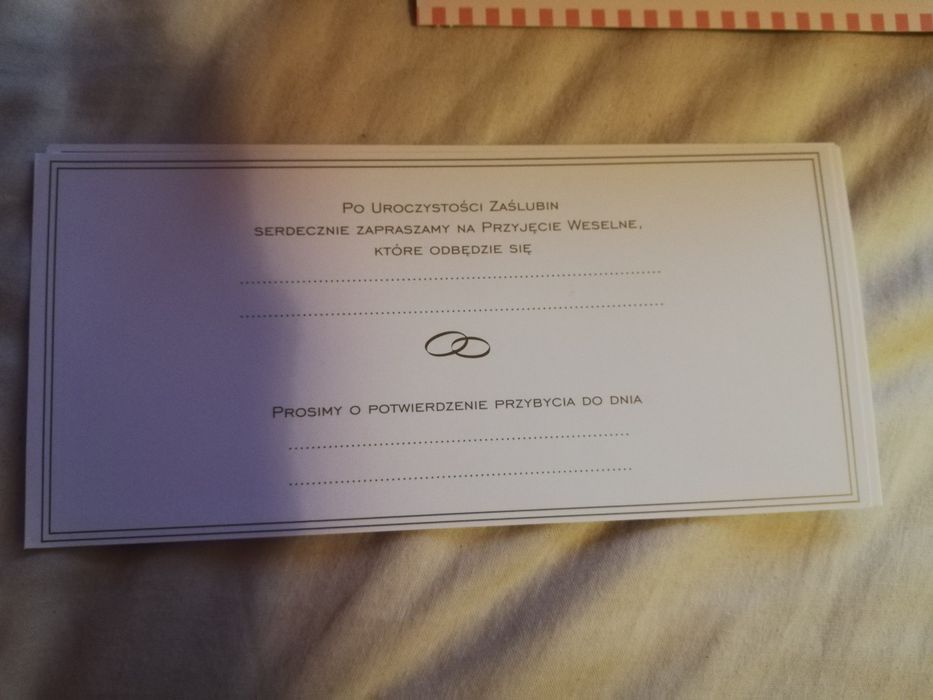 Po Uroczystości Zaślubin
serdecznie zapraszamy na Przyjęcie Weselne,
które odbędzie się
Prosimy o potwierdzenie przybycia do dnia